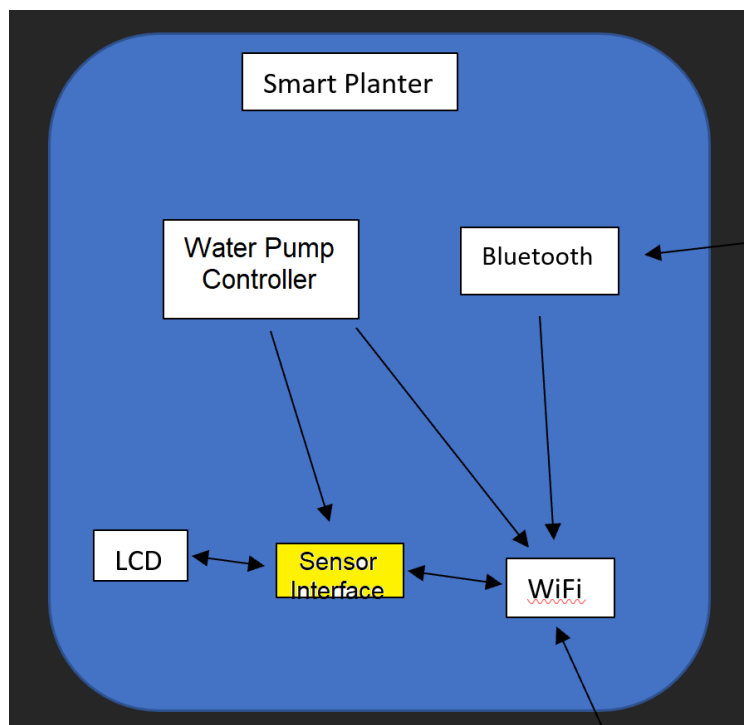 Smart Planter
Water Pump
Controller
Bluetooth
LCD
Sensor
Interface
WiFi